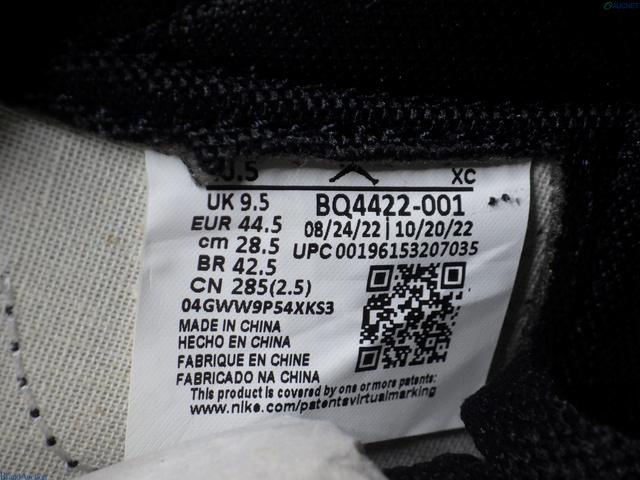 AUCNET
.5 XC
UK 9.5 BQ4422-001
EUR 44.5 08/24/22 | 10/20/22
cm 28.5 UPC 00196153207035
BR 42.5
CN 285(2.5)
04GWW9P54XKS3
MADE IN CHINA
HECHO EN CHINA
FABRIQUE EN CHINE
FABRICADO NA CHINA
This product is covered by one or more patents:
www.nike.com/patentsvirtualmarking